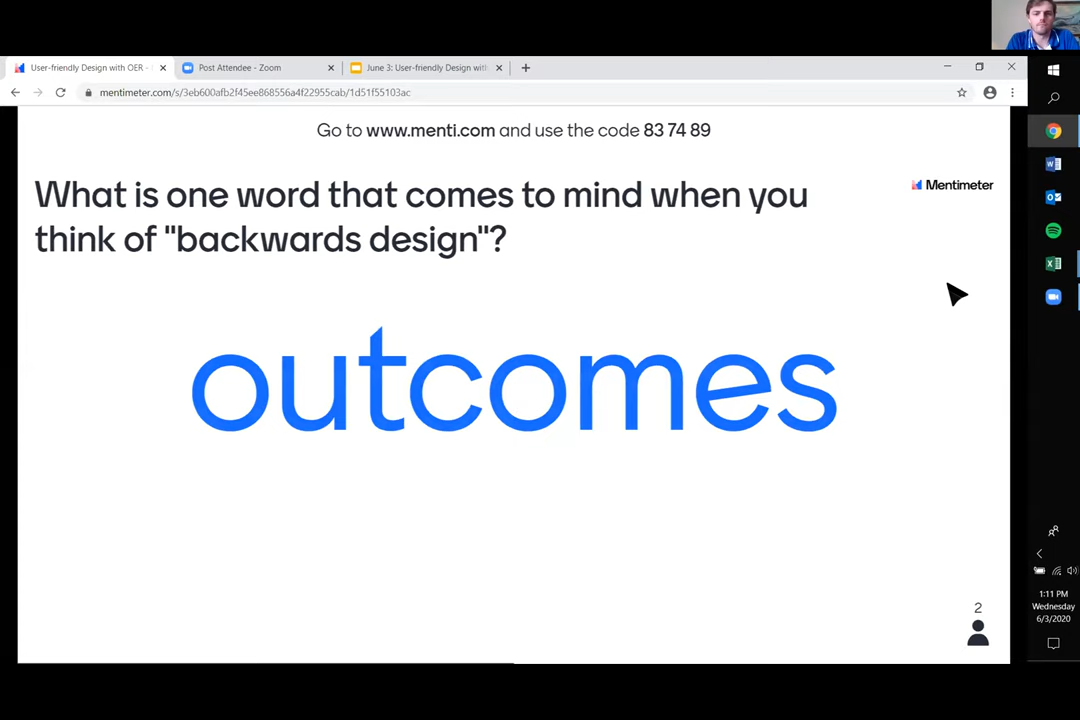 User-friendly Design with OER -
Post Attendee - Zoom
June 3: User-friendly Design with
mentimeter.com/s/3eb600afb2f45ee868556a4f22955cab/1d51f55103ac
Go to www.menti.com and use the code 83 74 89
What is one word that comes to mind when you
think of "backwards design"?
Mentimeter
outcomes
2
1:11 PM
Wednesday
6/3/2020